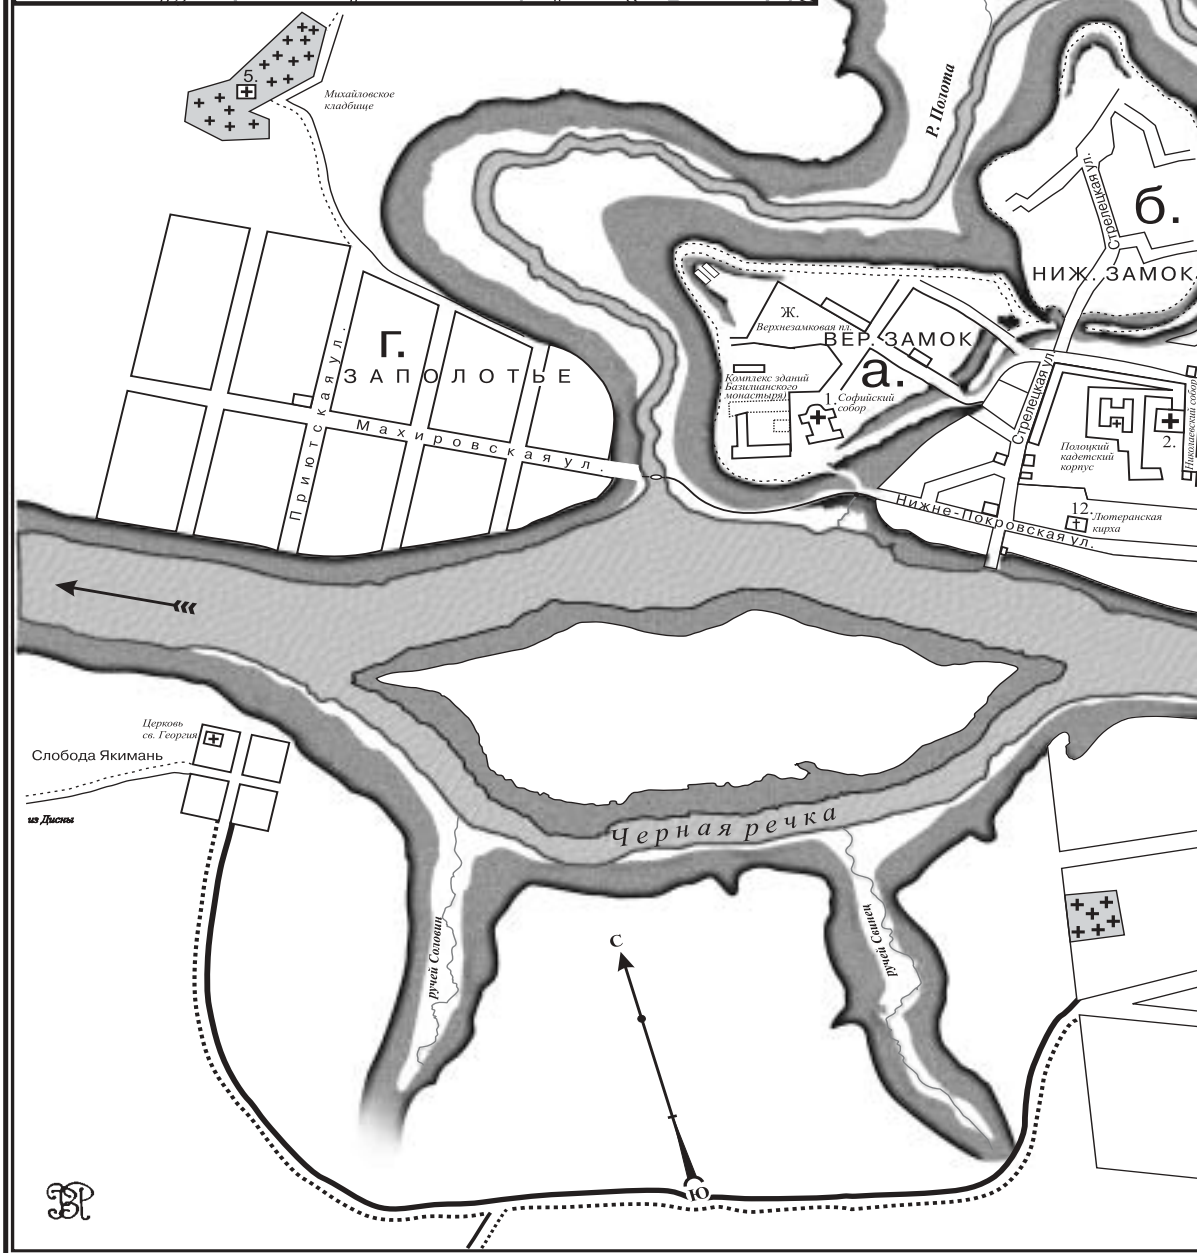 5.
Михайловское
кладбище
Р. Полота
Стрелецкая ул.
б.
НИЖ. ЗАМОК
Ж.
Верхнезамковая пл.
ВЕР. ЗАМОК
а.
г.
ЗАПОЛОТЬЕ
Приютская ул.
Махировская ул.
Комплекс зданий
Базилианского
монастыря)
1.
Софийский
собор
Стрелецкая ул.
Полоцкий
кадетский
корпус
2.
Николаевский собор
Нижне-Покровская ул.
12.
Лютеранская
кирха
Церковь
св. Георгия
Слобода Якимань
из Дисны
Черная речка
ручей Соловин
ручей Свинец
С
Ю